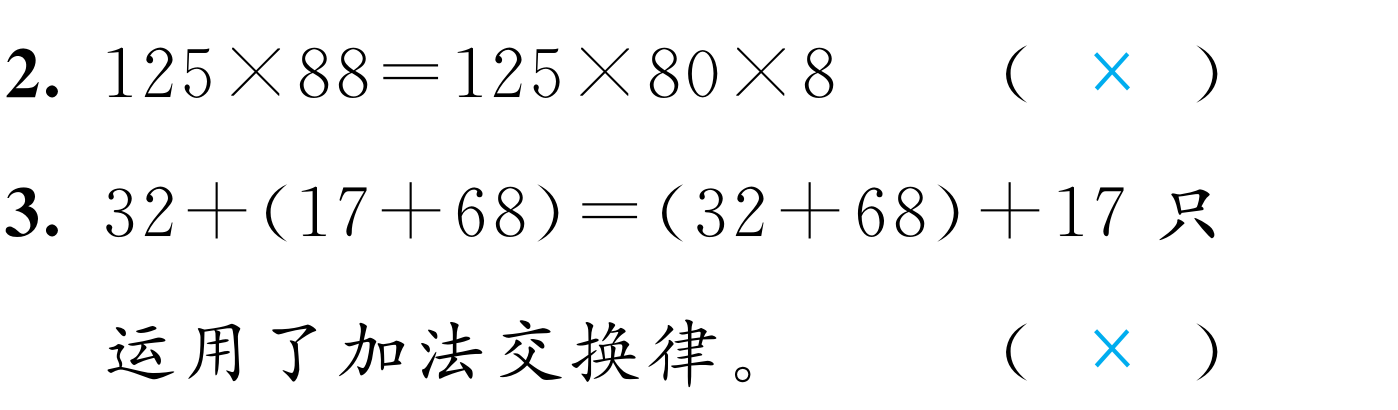 2. 125×88=125×80×8 ( × )
3. 32+(17+68)=(32+68)+17 只
运用了加法交换律。 ( × )